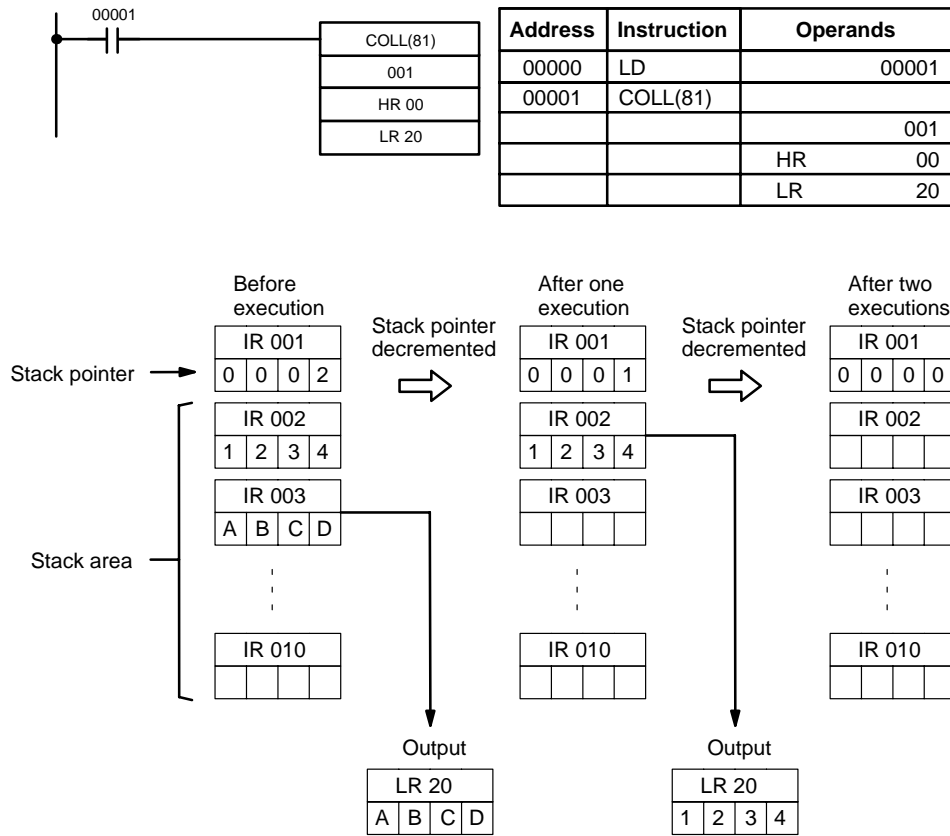 00001
COLL(81)
001
HR 00
LR 20
Address Instruction Operands
00000 LD 00001
00001 COLL(81)
001
HR 00
LR 20
Before
execution
After one
execution
After two
executions
Stack pointer
decremented
Stack pointer
decremented
IR 001 IR 001 IR 001
Stack pointer 0 0 0 2 0 0 0 1 0 0 0 0
IR 002 IR 002 IR 002
1 2 3 4 1 2 3 4
IR 003 IR 003 IR 003
A B C D
Stack area
IR 010 IR 010 IR 010
Output Output
LR 20 LR 20
A B C D 1 2 3 4